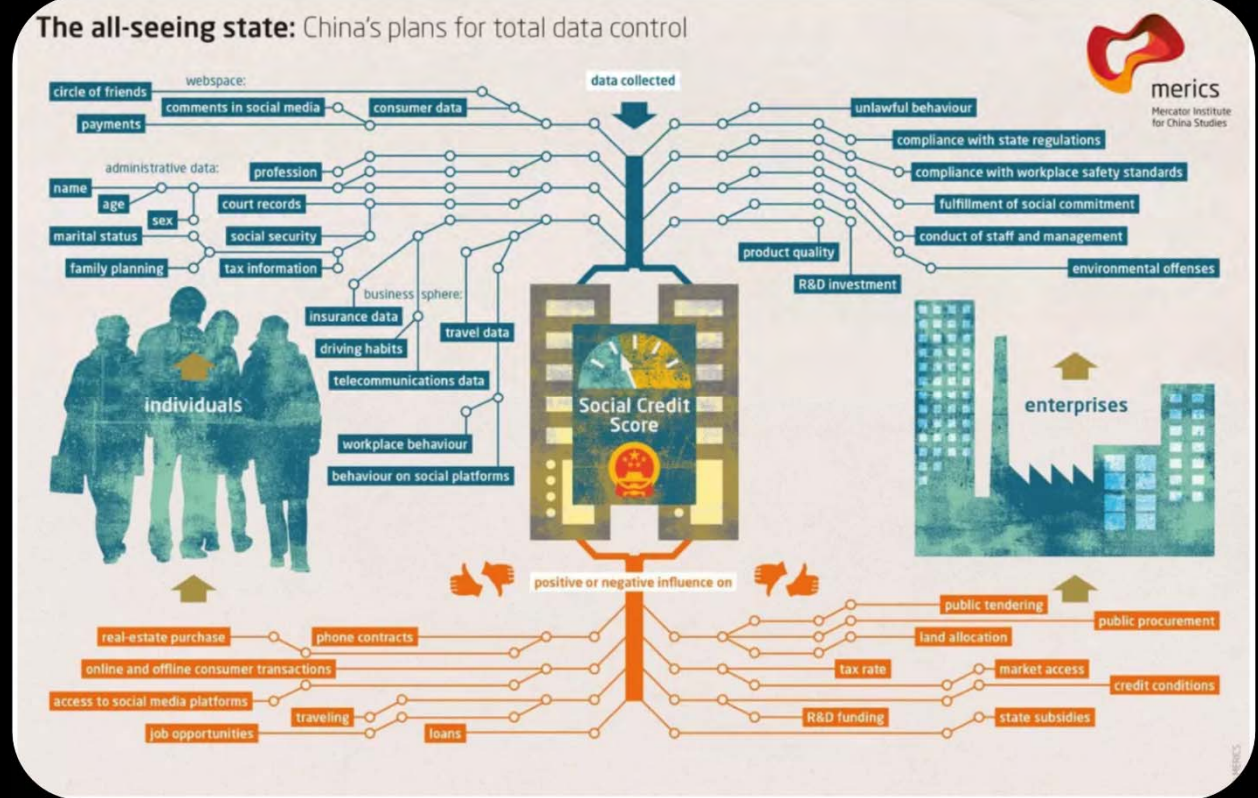 The all-seeing state: China's plans for total data control
merics
Mercator Institute
for China Studies
data collected
webspace:
circle of friends
comments in social media
consumer data
payments
administrative data:
profession
name
age
court records
sex
marital status
social security
family planning
tax information
business sphere:
insurance data
travel data
driving habits
telecommunications data
workplace behaviour
behaviour on social platforms
unlawful behaviour
compliance with state regulations
compliance with workplace safety standards
fulfillment of social commitment
conduct of staff and management
product quality
environmental offenses
R&D investment
individuals
Social Credit
Score
enterprises
positive or negative influence on
real-estate purchase
phone contracts
online and offline consumer transactions
access to social media platforms
traveling
job opportunities
loans
public tendering
public procurement
land allocation
tax rate
market access
credit conditions
R&D funding
state subsidies
MERICS